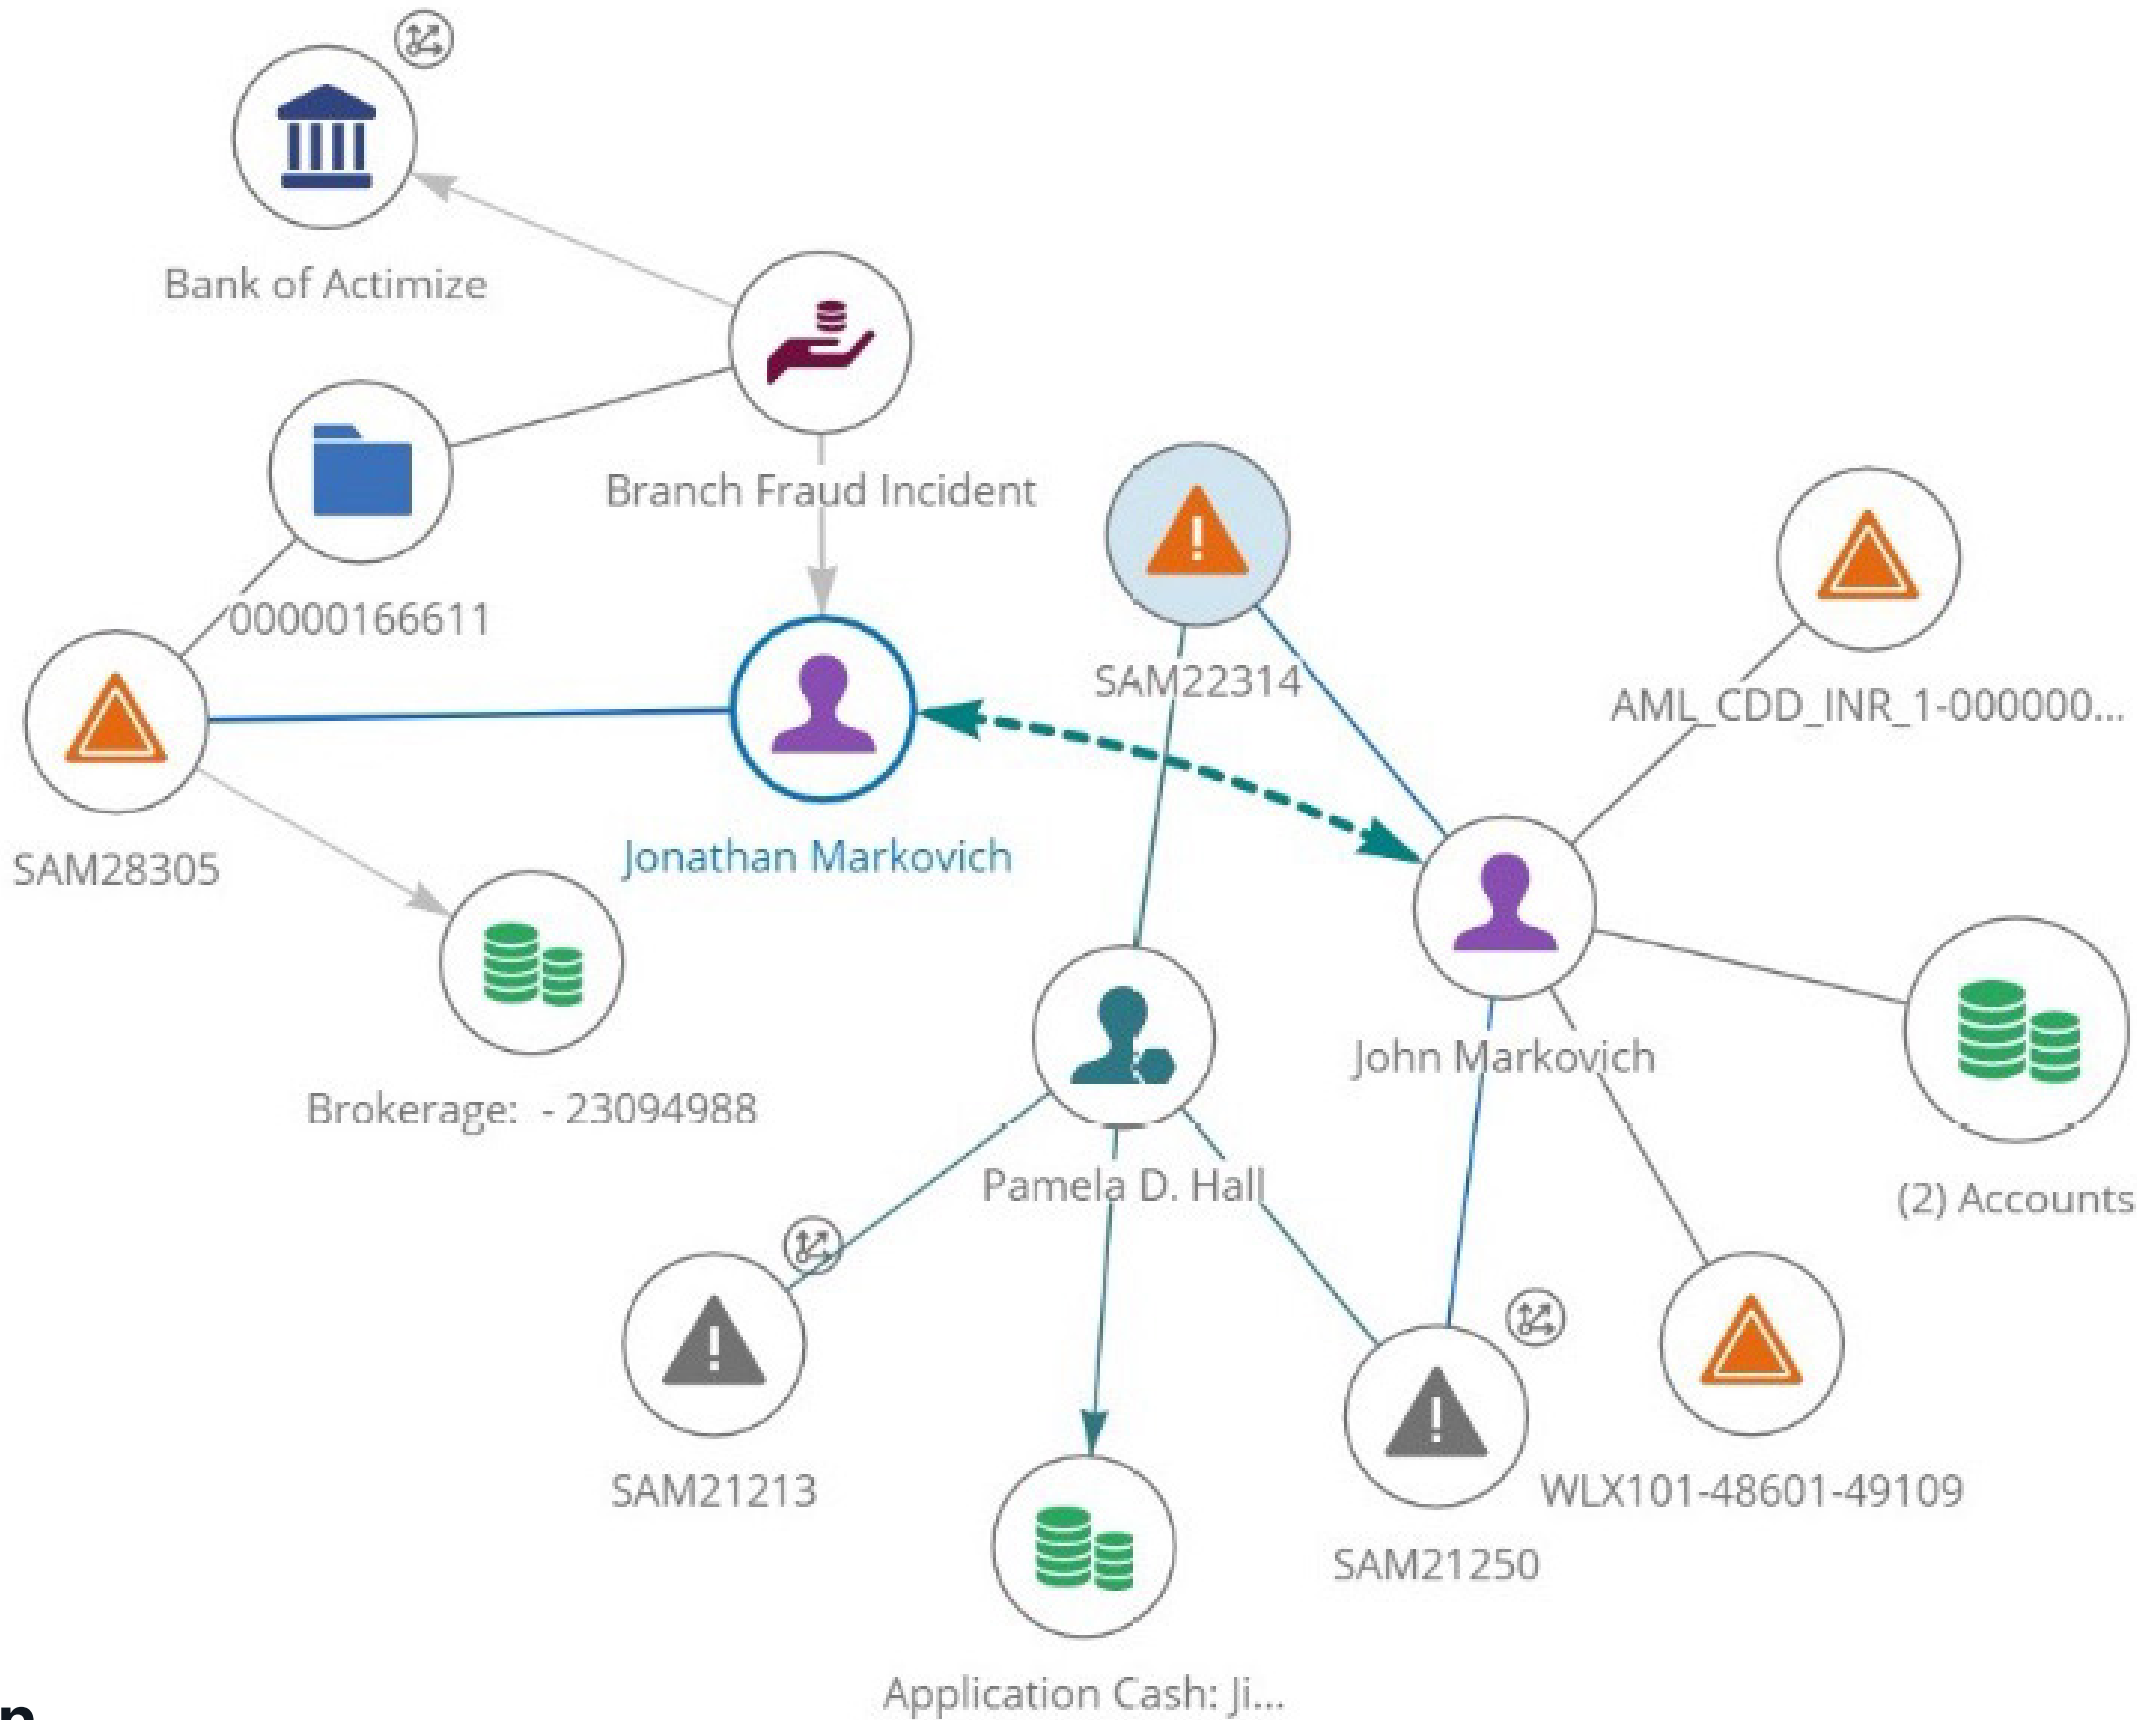 Bank of Actimize
Branch Fraud Incident
00000166611
SAM22314
AML_CDD_INR_1-000000...
SAM28305
Jonathan Markovich
John Markovich
Brokerage:  - 23094988
Pamela D. Hall
(2) Accounts
SAM21213
WLX101-48601-49109
SAM21250
Application Cash: Ji...